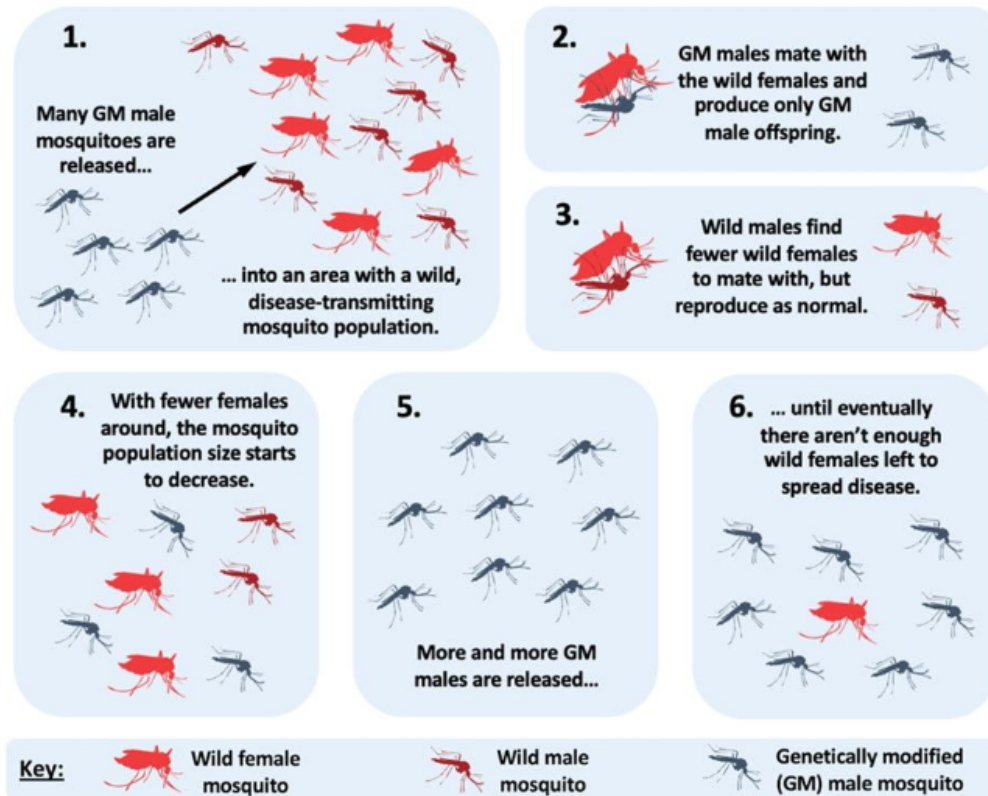 1.
Many GM male
mosquitoes are
released...
... into an area with a wild,
disease-transmitting
mosquito population.
2.
GM males mate with
the wild females and
produce only GM
male offspring.
3.
Wild males find
fewer wild females
to mate with, but
reproduce as normal.
4.
With fewer females
around, the mosquito
population size starts
to decrease.
5.
More and more GM
males are released...
6.
... until eventually
there aren’t enough
wild females left to
spread disease.
Key:
Wild female
mosquito
Wild male
mosquito
Genetically modified
(GM) male mosquito